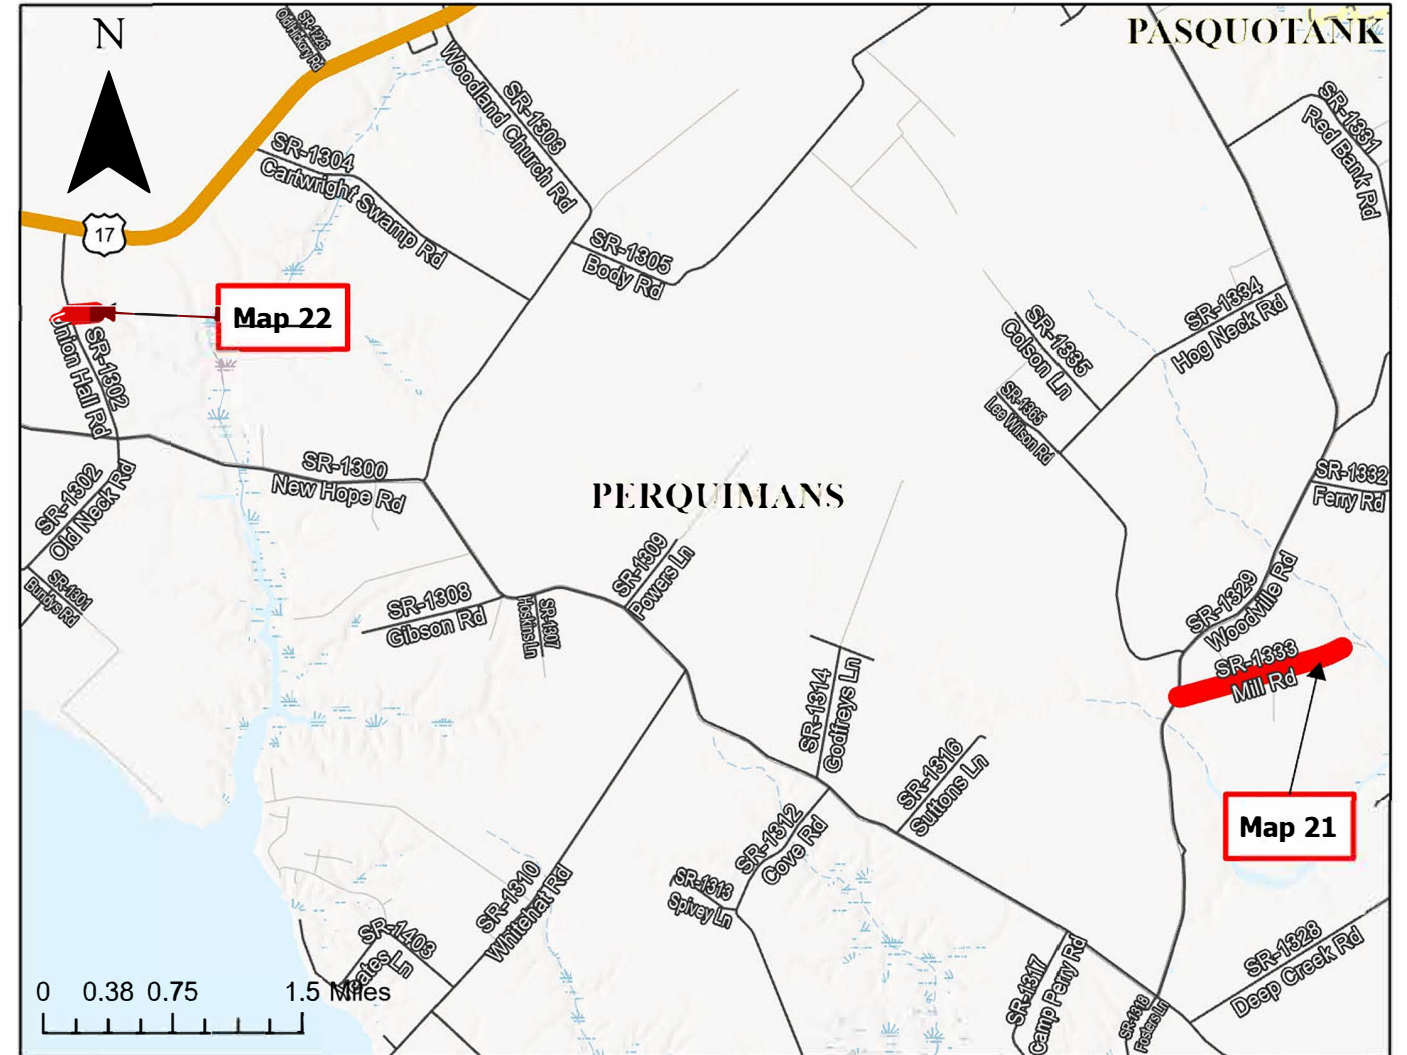 N
PASQUOTANK
SR-1226
Old Hickory Rd
SR-1303
Woodland Church Rd
SR-1331
Red Bank Rd
SR-1304
Cartwright Swamp Rd
17
SR-1305
Body Rd
Map 22
SR-1334
Hog Neck Rd
SR-1335
Colson Ln
SR-1302
Union Hall Rd
SR-1365
Lee Wilson Rd
SR-1300
New Hope Rd
SR-1332
Ferry Rd
PERQUIMANS
SR-1302
Old Neck Rd
SR-1309
Powers Ln
SR-1301
Bundys Rd
SR-1308
Gibson Rd
SR-1307
Hoskins Ln
SR-1329
Woodville Rd
SR-1333
Mill Rd
SR-1314
Godfreys Ln
SR-1316
Suttons Ln
Map 21
SR-1312
Cove Rd
SR-1310
Whitehat Rd
SR-1313
Spivey Ln
SR-1403
SR-1328
Deep Creek Rd
SR-1317
Camp Perry Rd
SR-1318
Fosters Ln
0 0.38 0.75 1.5 Miles